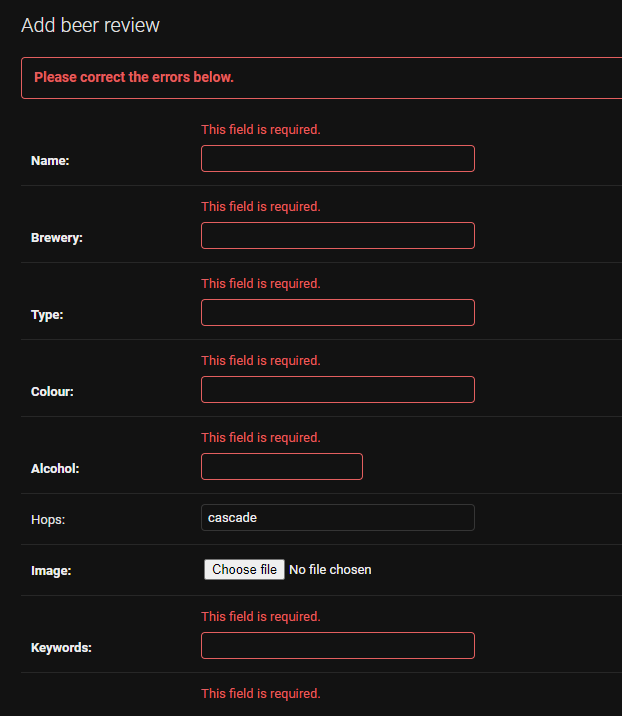 Add beer review
Please correct the errors below.
This field is required.
Name:
This field is required.
Brewery:
This field is required.
Type:
This field is required.
Colour:
This field is required.
Alcohol:
Hops: cascade
Image: Choose file No file chosen
This field is required.
Keywords:
This field is required.